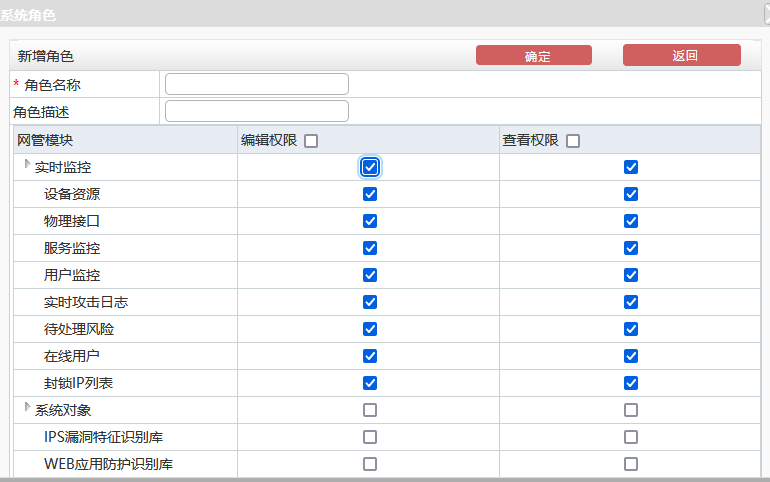 系统角色
新增角色 确定 返回
* 角色名称
角色描述
网管模块 编辑权限 查看权限
实时监控
设备资源
物理接口
服务监控
用户监控
实时攻击日志
待处理风险
在线用户
封锁IP列表
系统对象
IPS漏洞特征识别库
WEB应用防护识别库